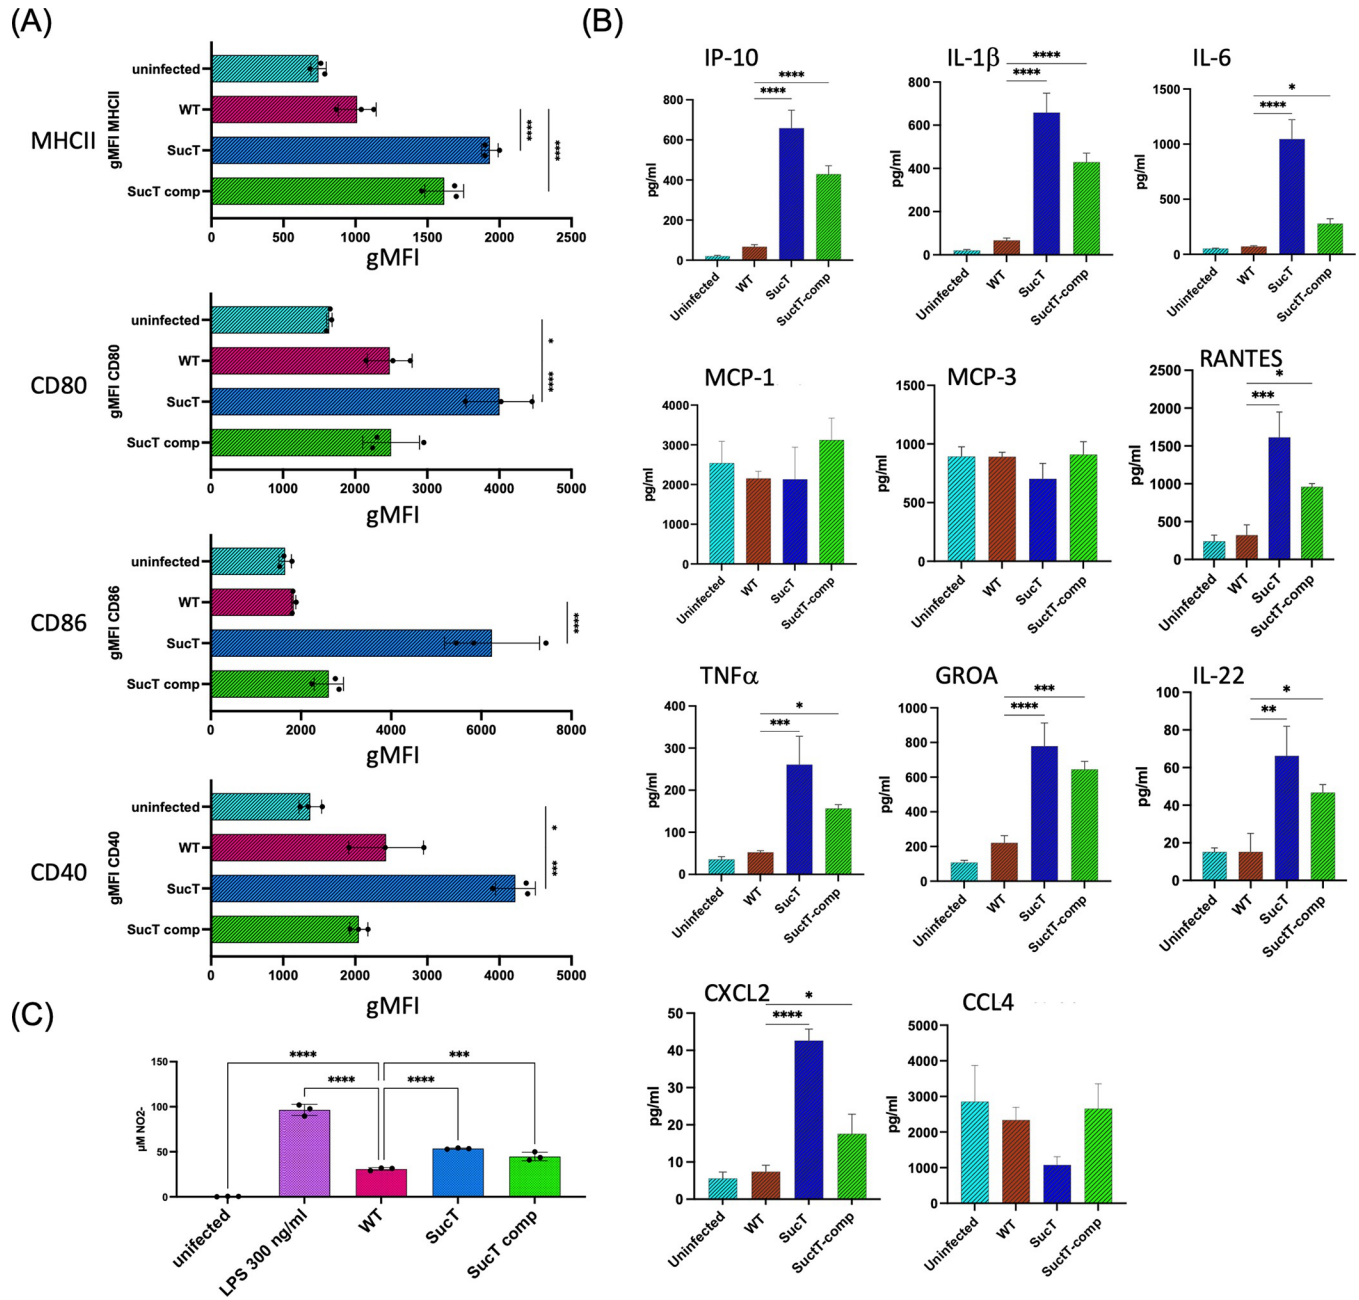 (A)
MHCII
gMFI MHCII
uninfected
WT
SucT
SucT comp
****
****
0 500 1000 1500 2000 2500
gMFI
CD80
gMFI CD80
uninfected
WT
SucT
SucT comp
*
****
0 1000 2000 3000 4000 5000
gMFI
CD86
gMFI CD86
uninfected
WT
SucT
SucT comp
****
0 2000 4000 6000 8000
gMFI
CD40
gMFI CD40
uninfected
WT
SucT
SucT comp
*
***
0 1000 2000 3000 4000 5000
gMFI
(B)
IP-10
****
****
pg/ml
800
600
400
200
0
Uninfected WT SucT SuctT-comp
IL-1β
****
****
pg/ml
800
600
400
200
0
Uninfected WT SucT SuctT-comp
IL-6
*
****
pg/ml
1500
1000
500
0
Uninfected WT SucT SuctT-comp
MCP-1
pg/ml
4000
3000
2000
1000
0
Uninfected WT SucT SuctT-comp
MCP-3
pg/ml
1500
1000
500
0
Uninfected WT SucT SuctT-comp
RANTES
*
***
pg/ml
2500
2000
1500
1000
500
0
Uninfected WT SucT SuctT-comp
TNFα
*
***
pg/ml
400
300
200
100
0
Uninfected WT SucT SuctT-comp
GROA
***
****
pg/ml
1000
800
600
400
200
0
Uninfected WT SucT SuctT-comp
IL-22
*
**
pg/ml
100
80
60
40
20
0
Uninfected WT SucT SuctT-comp
CXCL2
*
****
pg/ml
50
40
30
20
10
0
Uninfected WT SucT SuctT-comp
CCL4
pg/ml
5000
4000
3000
2000
1000
0
Uninfected WT SucT SuctT-comp
(C)
**** ***
**** ****
µM NO2-
150
100
50
0
unifected LPS 300 ng/ml WT SucT SucT comp